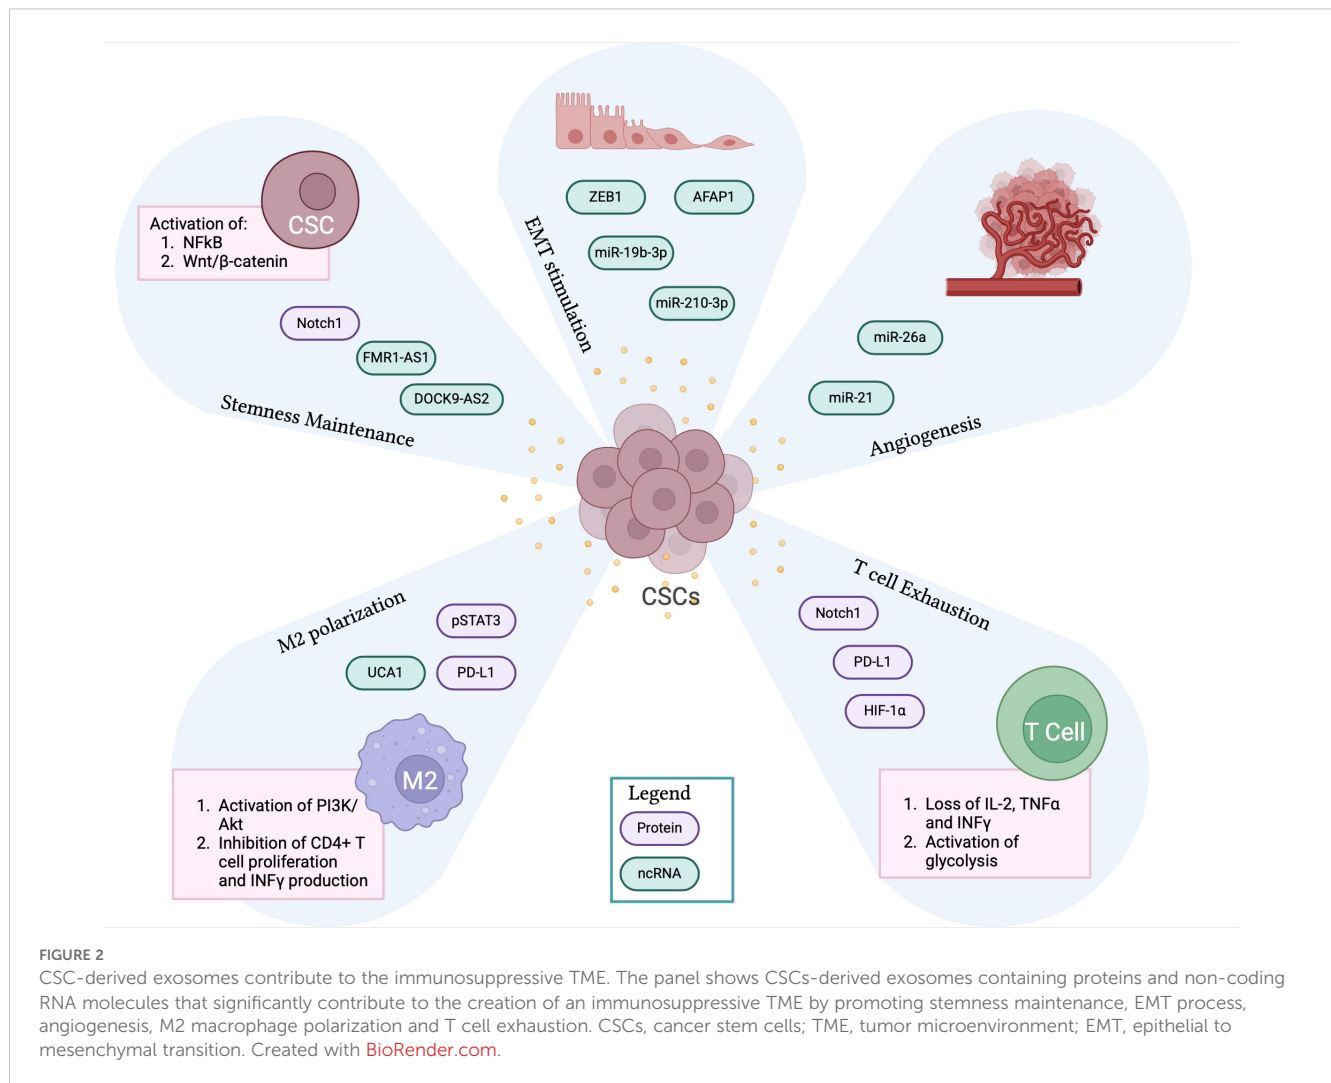 CSC
Activation of:
1. NFkB
2. Wnt/β-catenin
Notch1
FMR1-AS1
DOCK9-AS2
Stemness Maintenance
ZEB1
AFAP1
miR-19b-3p
miR-210-3p
EMT stimulation
miR-26a
miR-21
Angiogenesis
CSCs
M2 polarization
pSTAT3
UCA1
PD-L1
M2
1. Activation of PI3K/
Akt
2. Inhibition of CD4+ T
cell proliferation
and INFγ production
T cell Exhaustion
Notch1
PD-L1
HIF-1α
T Cell
1. Loss of IL-2, TNFα
and INFγ
2. Activation of
glycolysis
Legend
Protein
ncRNA
FIGURE 2
CSC-derived exosomes contribute to the immunosuppressive TME. The panel shows CSCs-derived exosomes containing proteins and non-coding
RNA molecules that significantly contribute to the creation of an immunosuppressive TME by promoting stemness maintenance, EMT process,
angiogenesis, M2 macrophage polarization and T cell exhaustion. CSCs, cancer stem cells; TME, tumor microenvironment; EMT, epithelial to
mesenchymal transition. Created with BioRender.com.